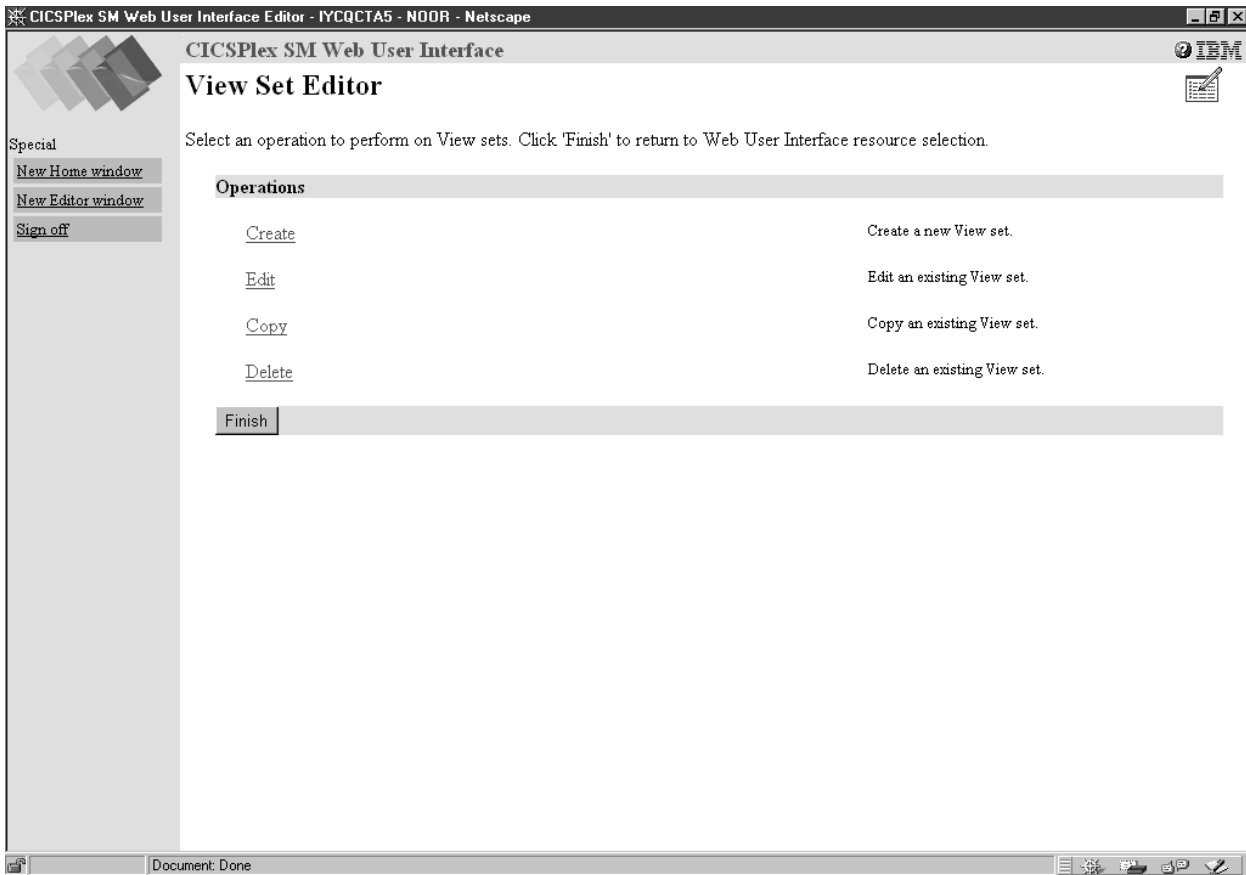 CICSPlex SM Web User Interface Editor - IYCQCTA5 - NOOR - Netscape
CICSPlex SM Web User Interface
IBM
View Set Editor
Special
New Home window
New Editor window
Sign off
Select an operation to perform on View sets. Click 'Finish' to return to Web User Interface resource selection.
Operations
Create
Create a new View set.
Edit
Edit an existing View set.
Copy
Copy an existing View set.
Delete
Delete an existing View set.
Finish
Document: Done